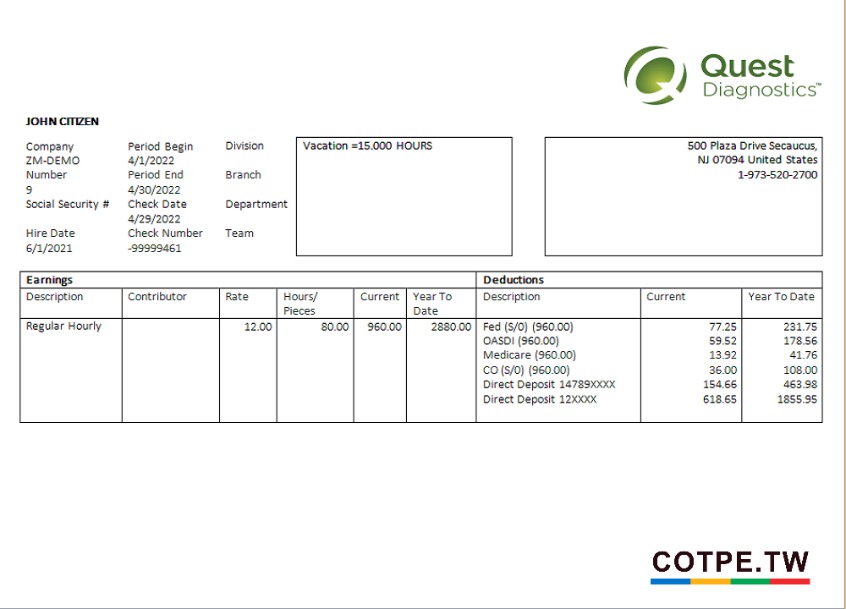 Quest
Diagnostics™
JOHN CITIZEN
Company Period Begin Division
ZM-DEMO 4/1/2022
Number Period End Branch
9 4/30/2022
Social Security # Check Date Department
4/29/2022
Hire Date Check Number Team
6/1/2021 -99999461
Vacation =15.000 HOURS
500 Plaza Drive Secaucus,
NJ 07094 United States
1-973-520-2700
Earnings Deductions
Description Contributor Rate Hours/ Current Year To Description Current Year To Date
Pieces Date
Regular Hourly 12.00 80.00 960.00 2880.00 Fed (S/0) (960.00) 77.25 231.75
OASDI (960.00) 59.52 178.56
Medicare (960.00) 13.92 41.76
CO (S/0) (960.00) 36.00 108.00
Direct Deposit 14789XXXX 154.66 463.98
Direct Deposit 12XXXX 618.65 1855.95
COTPE.TW